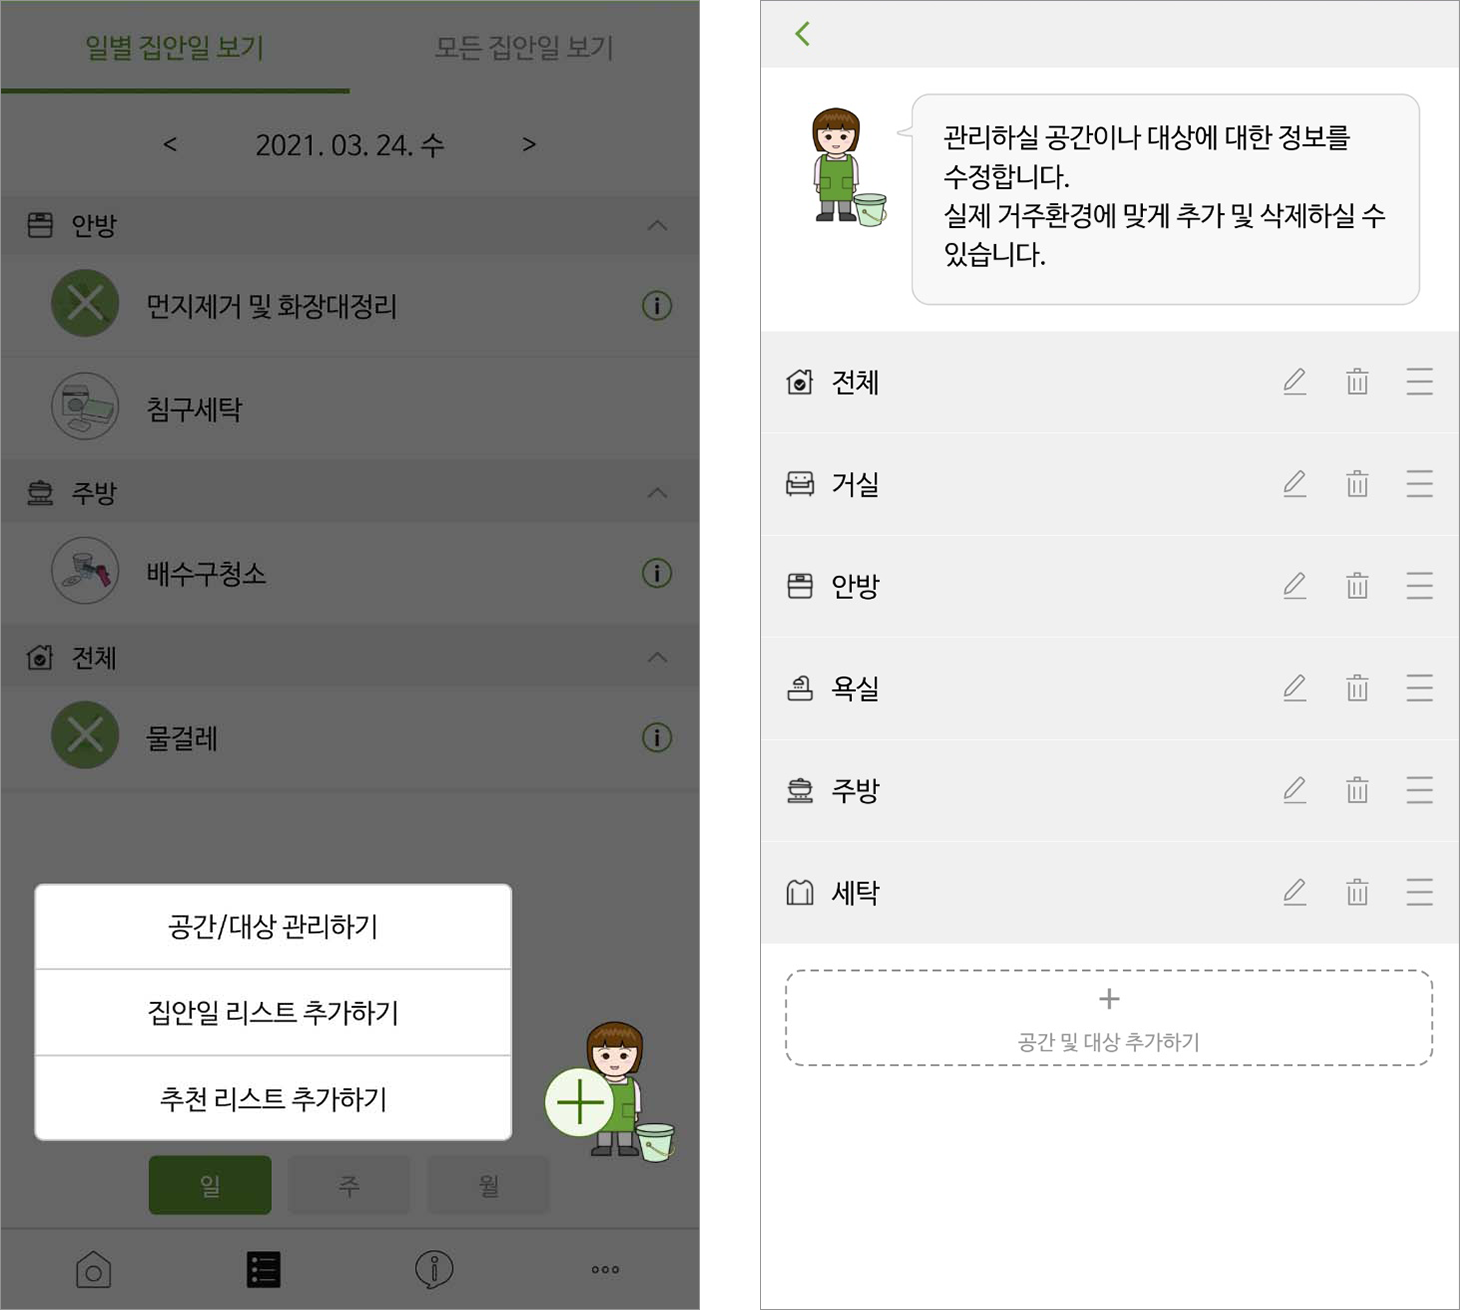 일별 집안일 보기
모든 집안일 보기
< 2021. 03. 24. 수 >
안방
먼지제거 및 화장대정리
침구세탁
주방
배수구청소
전체
물걸레
공간/대상 관리하기
집안일 리스트 추가하기
추천 리스트 추가하기
일
주
월
관리하실 공간이나 대상에 대한 정보를
수정합니다.
실제 거주환경에 맞게 추가 및 삭제하실 수
있습니다.
전체
거실
안방
욕실
주방
세탁
+
공간 및 대상 추가하기